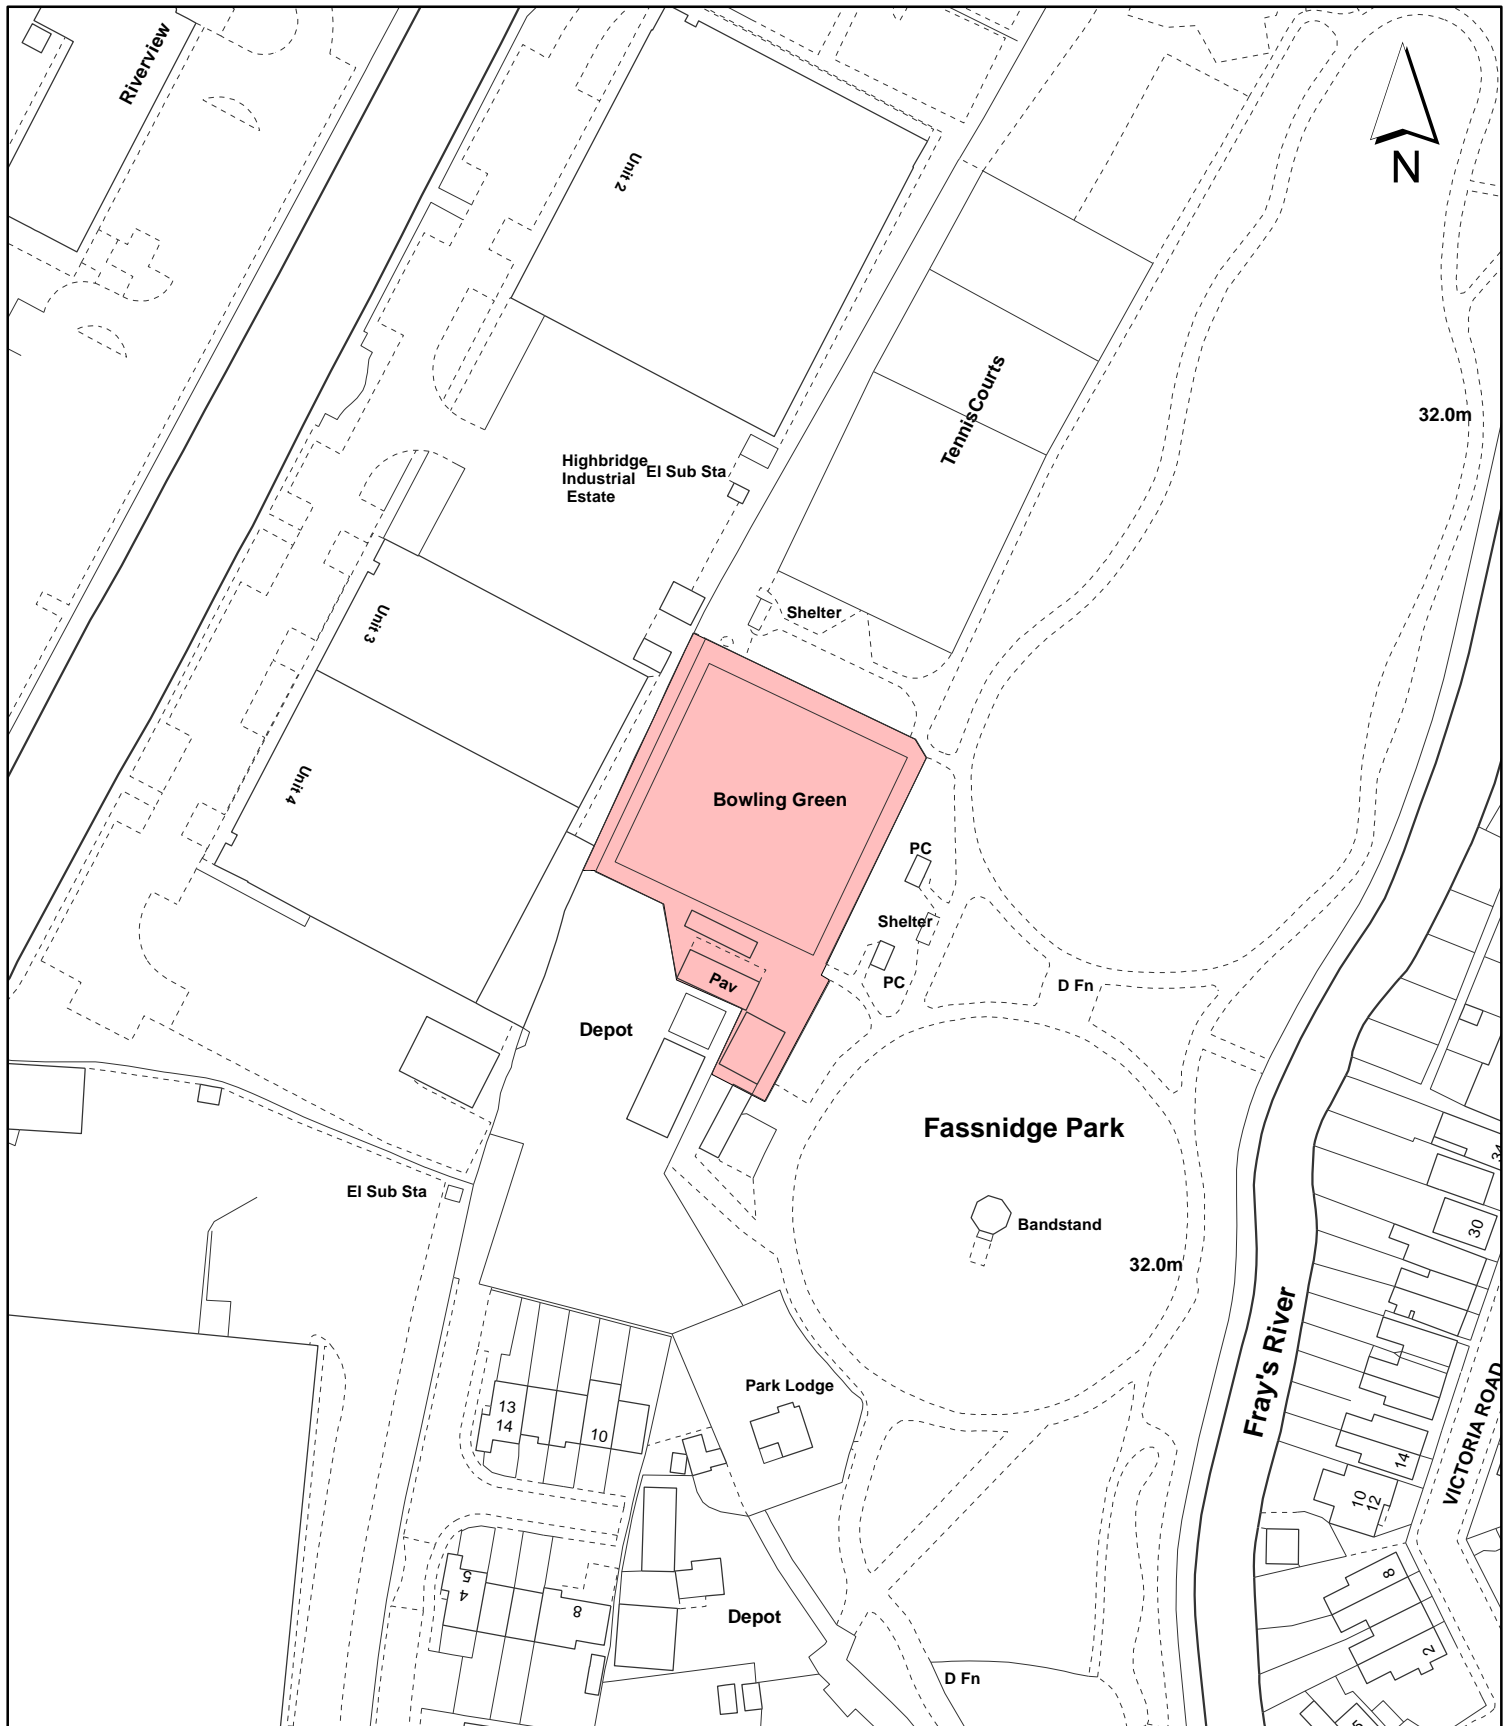 Riverview
N
Unit 2
TennisCourts
32.0m
Highbridge
Industrial
Estate
El Sub Sta
Unit 3
Shelter
Unit 4
Bowling Green
PC
Shelter
PC
Pav
D Fn
Depot
Fassnidge Park
34
El Sub Sta
Bandstand
30
32.0m
Fray's River
Park Lodge
13
14
10
VICTORIA ROAD
14
10
12
5
4
8
Depot
8
2
D Fn
5